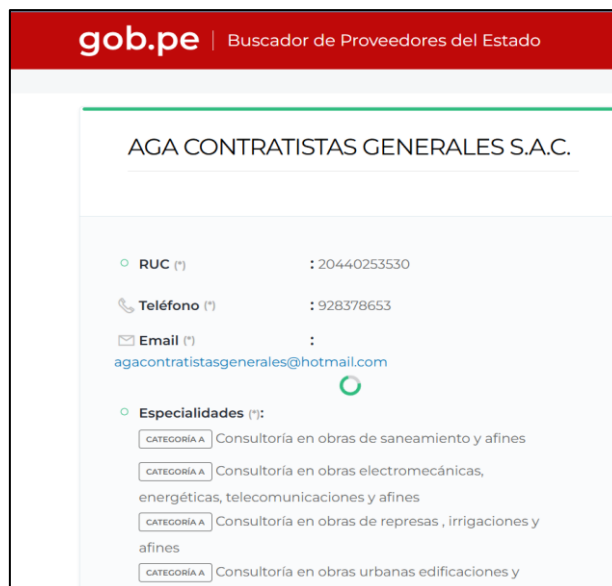 gob.pe | Buscador de Proveedores del Estado
AGA CONTRATISTAS GENERALES S.A.C.
RUC (*) : 20440253530
Teléfono (*) : 928378653
Email (*) :
agacontratistasgenerales@hotmail.com
Especialidades (*):
CATEGORÍA A Consultoría en obras de saneamiento y afines
CATEGORÍA A Consultoría en obras electromecánicas,
energéticas, telecomunicaciones y afines
CATEGORÍA A Consultoría en obras de represas , irrigaciones y
afines
CATEGORÍA A Consultoría en obras urbanas edificaciones y